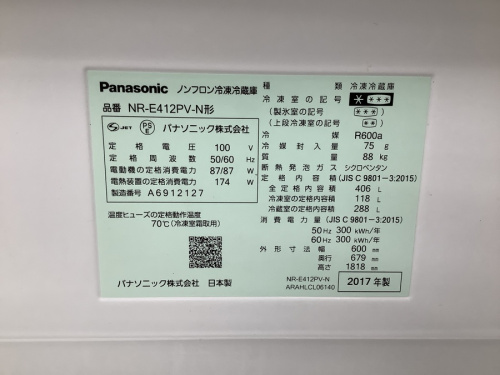 Panasonic ノンフロン冷凍冷蔵庫
品番 NR-E412PV-N形
JET PSE パナソニック株式会社
定格電圧 100 V
定格周波数 50/60 Hz
電動機の定格消費電力 87/87 W
電熱装置の定格消費電力 174 W
製造番号 A6912127
温度ヒューズの定格動作温度
70℃(冷凍室霜取用)
パナソニック株式会社 日本製
種類 冷凍冷蔵庫
冷凍室の記号
(製氷室の記号)
(上段冷凍室の記号)
冷媒 R600a
冷媒封入量 75 g
質量 88 kg
断熱発泡ガス シクロペンタン
定格内容積 (JIS C 9801-3:2015)
全定格内容積 406 L
冷凍室の定格内容積 118 L
冷蔵室の定格内容積 288 L
消費電力量 (JIS C 9801-3:2015)
50Hz 300 kWh/年
60Hz 300 kWh/年
外形寸法 幅 600 mm
奥行 679 mm
高さ 1818 mm
NR-E412PV-N
ARAHLCL06140
2017年製